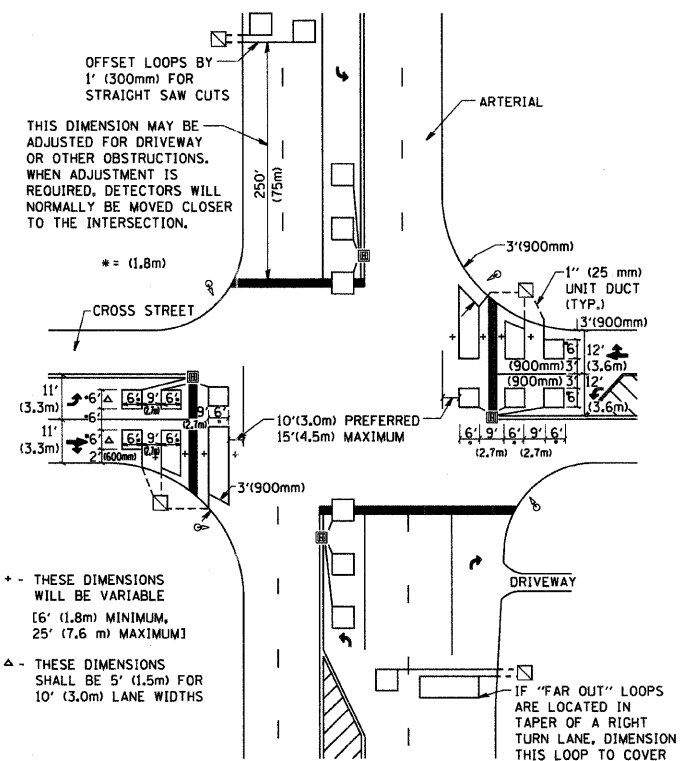 OFFSET LOOPS BY
1' (300mm) FOR
STRAIGHT SAW CUTS
ARTERIAL
THIS DIMENSION MAY BE
ADJUSTED FOR DRIVEWAY
OR OTHER OBSTRUCTIONS.
WHEN ADJUSTMENT IS
REQUIRED, DETECTORS WILL
NORMALLY BE MOVED CLOSER
TO THE INTERSECTION.
250'
(75m)
* = (1.8m)
3'(900mm)
1" (25 mm)
UNIT DUCT
(TYP.)
CROSS STREET
3'(900mm)
*6'
12'
(3.6m)
(900mm) 3'
(900mm) 3'
12'
*6'
(3.6m)
11'
(3.3m)
*6'
△
6' 9' 6'
(2.7m)
*6'
9' 6'
(2.7m)
11'
(3.3m)
*6'
△
6' 9' 6'
(2.7m)
2' (600mm)
10'(3.0m) PREFERRED
15'(4.5m) MAXIMUM
6' 9' 6' 9' 6'
(2.7m) (2.7m)
3'(900mm)
+ - THESE DIMENSIONS
WILL BE VARIABLE
[6' (1.8m) MINIMUM,
25' (7.6 m) MAXIMUM]
△ - THESE DIMENSIONS
SHALL BE 5' (1.5m) FOR
10' (3.0m) LANE WIDTHS
DRIVEWAY
IF "FAR OUT" LOOPS
ARE LOCATED IN
TAPER OF A RIGHT
TURN LANE, DIMENSION
THIS LOOP TO COVER